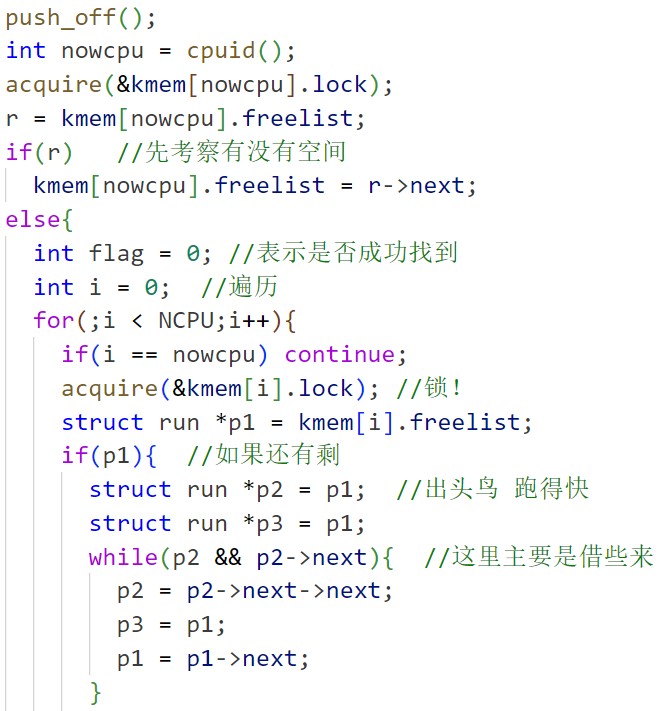 push_off();
int nowcpu = cpuid();
acquire(&kmem[nowcpu].lock);
r = kmem[nowcpu].freelist;
if(r)   //先考察有没有空间
  kmem[nowcpu].freelist = r->next;
else{
  int flag = 0; //表示是否成功找到
  int i = 0;  //遍历
  for(;i < NCPU;i++){
    if(i == nowcpu) continue;
    acquire(&kmem[i].lock); //锁！
    struct run *p1 = kmem[i].freelist;
    if(p1){  //如果还有剩
      struct run *p2 = p1;  //出头鸟 跑得快
      struct run *p3 = p1;
      while(p2 && p2->next){  //这里主要是借些来
        p2 = p2->next->next;
        p3 = p1;
        p1 = p1->next;
      }